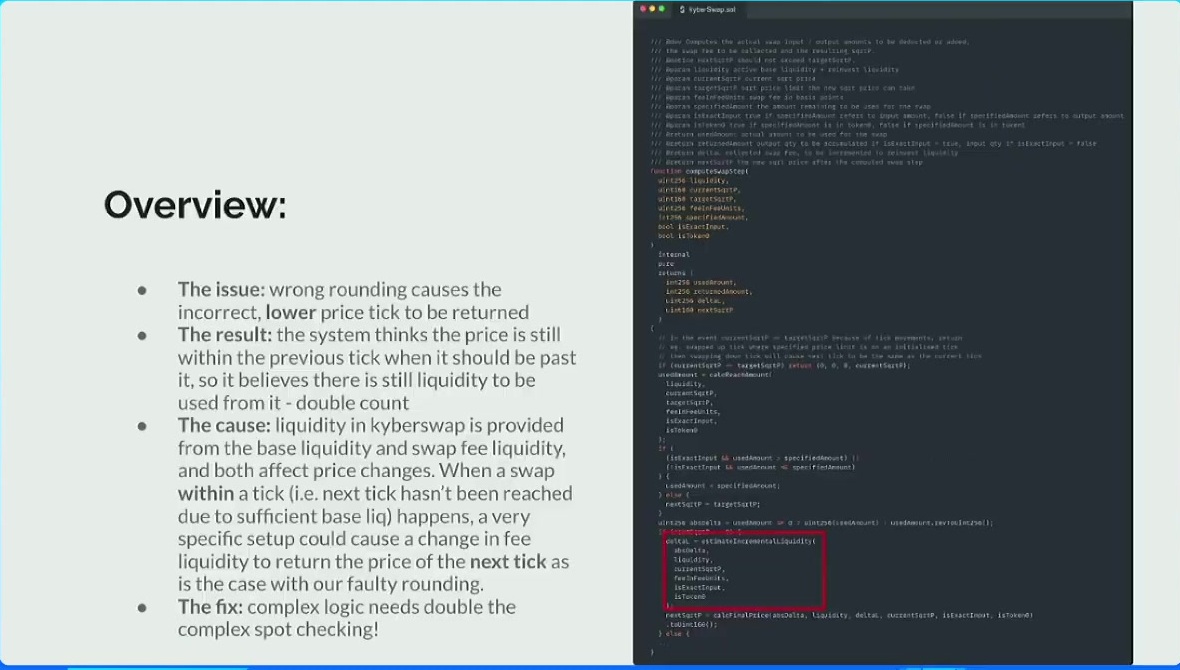 Overview:
● The issue: wrong rounding causes the
incorrect, lower price tick to be returned
● The result: the system thinks the price is still
within the previous tick when it should be past
it, so it believes there is still liquidity to be
used from it - double count
● The cause: liquidity in kyberswap is provided
from the base liquidity and swap fee liquidity,
and both affect price changes. When a swap
within a tick (i.e. next tick hasn't been reached
due to sufficient base liq) happens, a very
specific setup could cause a change in fee
liquidity to return the price of the next tick as
is the case with our faulty rounding.
● The fix: complex logic needs double the
complex spot checking!
KyberSwap.sol
/// @dev Computes the actual swap input / output amounts to be deducted or added,
/// the swap fee to be collected and the resulting sqrtP.
/// @notice nextSqrtP should not exceed targetSqrtP.
/// @param liquidity active base liquidity + reinvest liquidity
/// @param currentSqrtP current sqrt price
/// @param targetSqrtP sqrt price limit the new sqrt price can take
/// @param feeInFeeUnits swap fee in basis points
/// @param specifiedAmount the amount remaining to be used for the swap
/// @param isExactInput true if specifiedAmount refers to input amount, false if specifiedAmount refers to output amount
/// @param isToken0 true if specifiedAmount is in token0, false if specifiedAmount is in token1
/// @return usedAmount actual amount to be used for the swap
/// @return returnedAmount output qty to be accumulated if isExactInput = true, input qty if isExactInput = false
/// @return deltaL collected swap fee, to be incremented to reinvest liquidity
/// @return nextSqrtP the new sqrt price after the computed swap step
function computeSwapStep(
uint256 liquidity,
uint160 currentSqrtP,
uint160 targetSqrtP,
uint256 feeInFeeUnits,
int256 specifiedAmount,
bool isExactInput,
bool isToken0
)
internal
pure
returns (
int256 usedAmount,
int256 returnedAmount,
uint256 deltaL,
uint160 nextSqrtP
)
{
// in the event currentSqrtP == targetSqrtP because of tick movements, return
// eg. swapped up tick where specified price limit is on an initialised tick
// then swapping down tick will cause next tick to be the same as the current tick
if (currentSqrtP == targetSqrtP) return (0, 0, 0, currentSqrtP);
usedAmount = calcReachAmount(
liquidity,
currentSqrtP,
targetSqrtP,
feeInFeeUnits,
isExactInput,
isToken0
);
if (
(isExactInput && usedAmount > specifiedAmount) ||
(!isExactInput && usedAmount <= specifiedAmount)
) {
usedAmount = specifiedAmount;
} else {
nextSqrtP = targetSqrtP;
}
uint256 absDelta = usedAmount >= 0 ? uint256(usedAmount) : usedAmount.revToUint256();
if (nextSqrtP == 0) {
deltaL = estimateIncrementalLiquidity(
absDelta,
liquidity,
currentSqrtP,
feeInFeeUnits,
isExactInput,
isToken0
);
nextSqrtP = calcFinalPrice(absDelta, liquidity, deltaL, currentSqrtP, isExactInput, isToken0)
.toUint160();
} else {
}